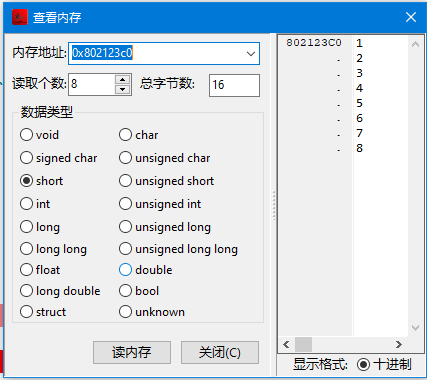 查看内存
内存地址: 0x802123c0
读取个数: 8 总字节数: 16
数据类型
void char
signed char unsigned char
short unsigned short
int unsigned int
long unsigned long
long long unsigned long long
float double
long double bool
struct unknown
读内存 关闭(C)
802123C0 1
. 2
. 3
. 4
. 5
. 6
. 7
. 8
显示格式: 十进制